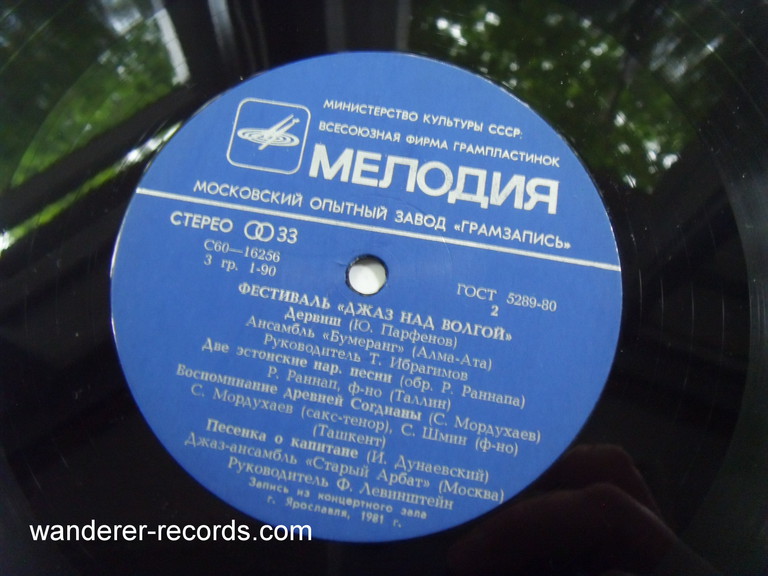 МИНИСТЕРСТВО КУЛЬТУРЫ СССР.
ВСЕСОЮЗНАЯ ФИРМА ГРАМПЛАСТИНОК
МЕЛОДИЯ
МОСКОВСКИЙ ОПЫТНЫЙ ЗАВОД «ГРАМЗАПИСЬ»
СТЕРЕО 33
С60—16256
3 гр. 1-90
ГОСТ 5289-80
2
ФЕСТИВАЛЬ «ДЖАЗ НАД ВОЛГОЙ»
Дервиш (Ю. Парфенов)
Ансамбль «Бумеранг» (Алма-Ата)
Руководитель Т. Ибрагимов
Две эстонские нар. песни (обр. Р. Раннапа)
Р. Раннап, ф-но (Таллин)
Воспоминание древней Согдианы (С. Мордухаев)
С. Мордухаев (сакс-тенор), С. Шмин (ф-но)
(Ташкент)
Песенка о капитане (И. Дунаевский)
Джаз-ансамбль «Старый Арбат» (Москва)
Руководитель Ф. Левинштейн
Запись из концертного зала
г. Ярославля, 1981 г.
wanderer-records.com